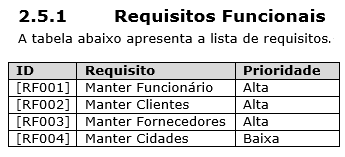 2.5.1 Requisitos Funcionais
A tabela abaixo apresenta a lista de requisitos.
ID Requisito Prioridade
[RF001] Manter Funcionário Alta
[RF002] Manter Clientes Alta
[RF003] Manter Fornecedores Alta
[RF004] Manter Cidades Baixa